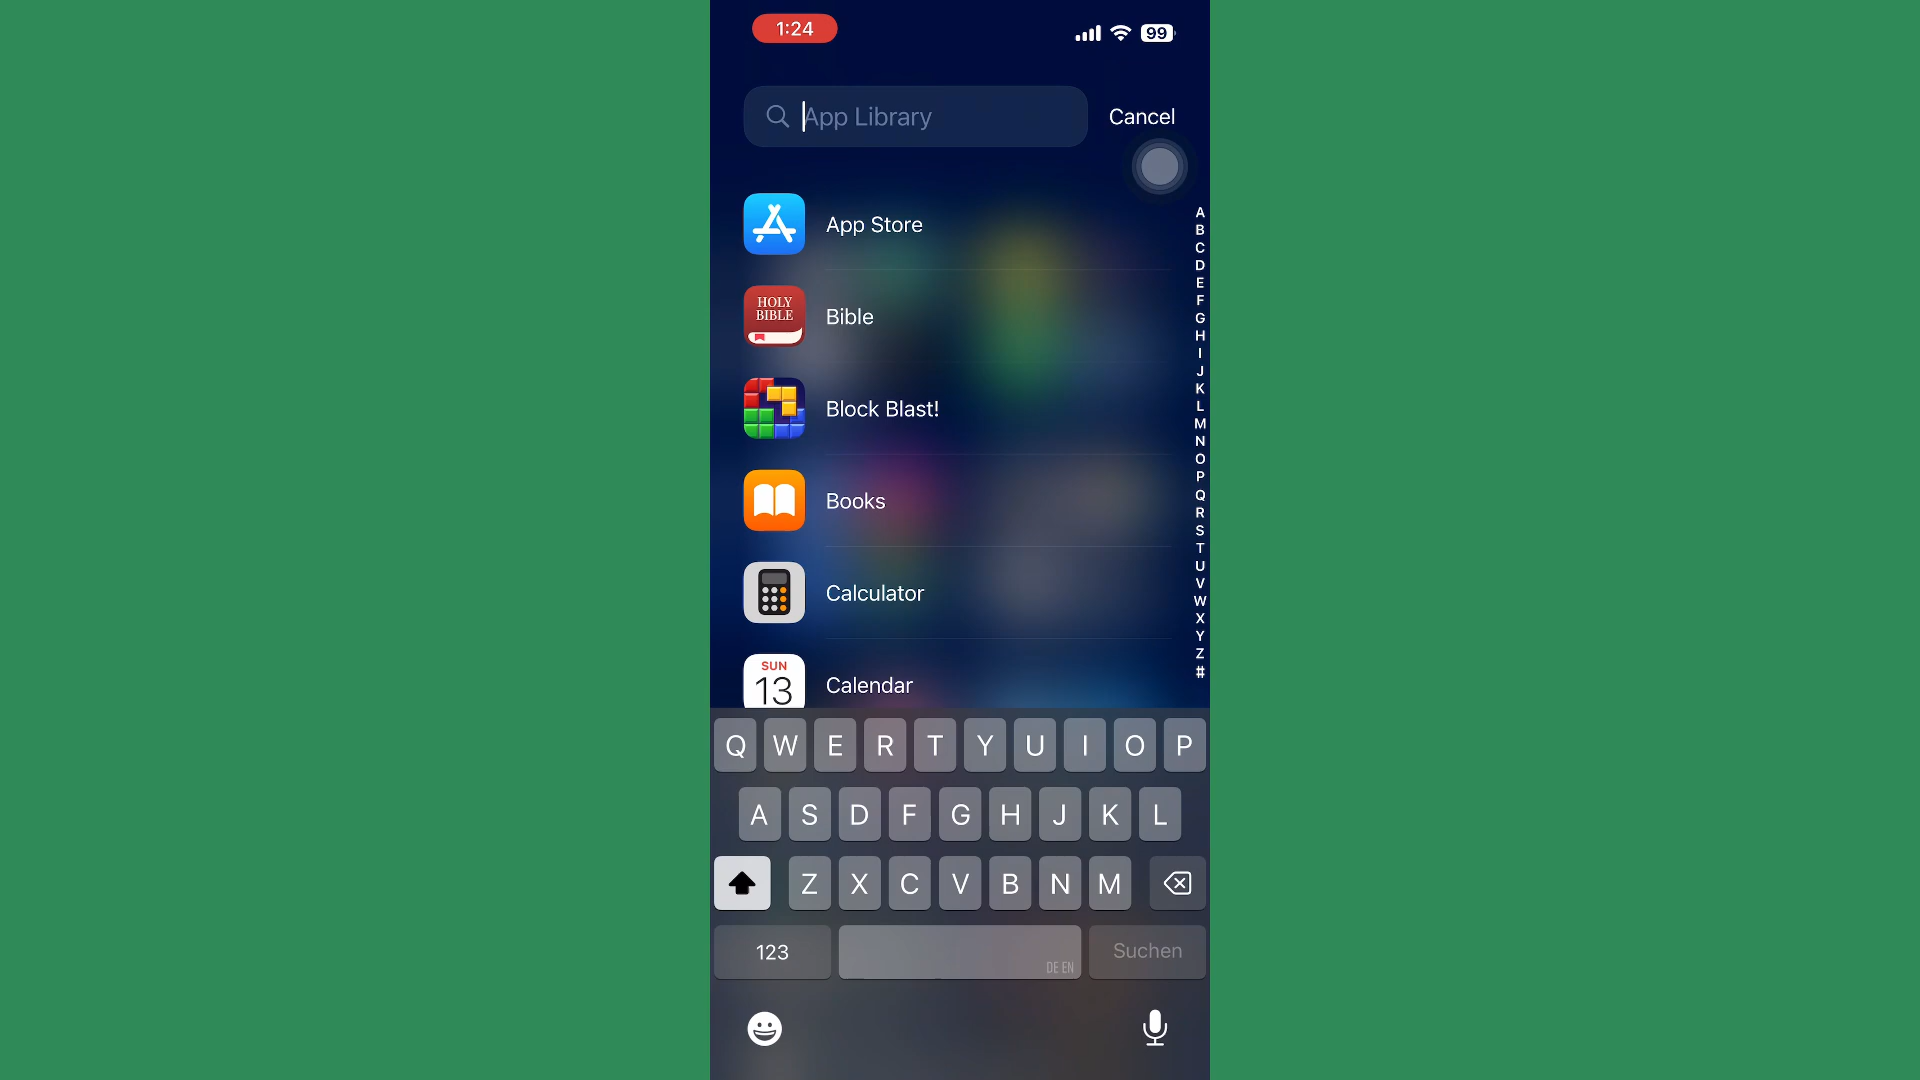 1:24
99
App Library
Cancel
App Store
HOLY
BIBLE
Bible
Block Blast!
Books
Calculator
SUN
13
Calendar
A
B
C
D
E
F
G
H
I
J
K
L
M
N
O
P
Q
R
S
T
U
V
W
X
Y
Z
#
Q W E R T Y U I O P
A S D F G H J K L
Z X C V B N M
123
DE EN
Suchen